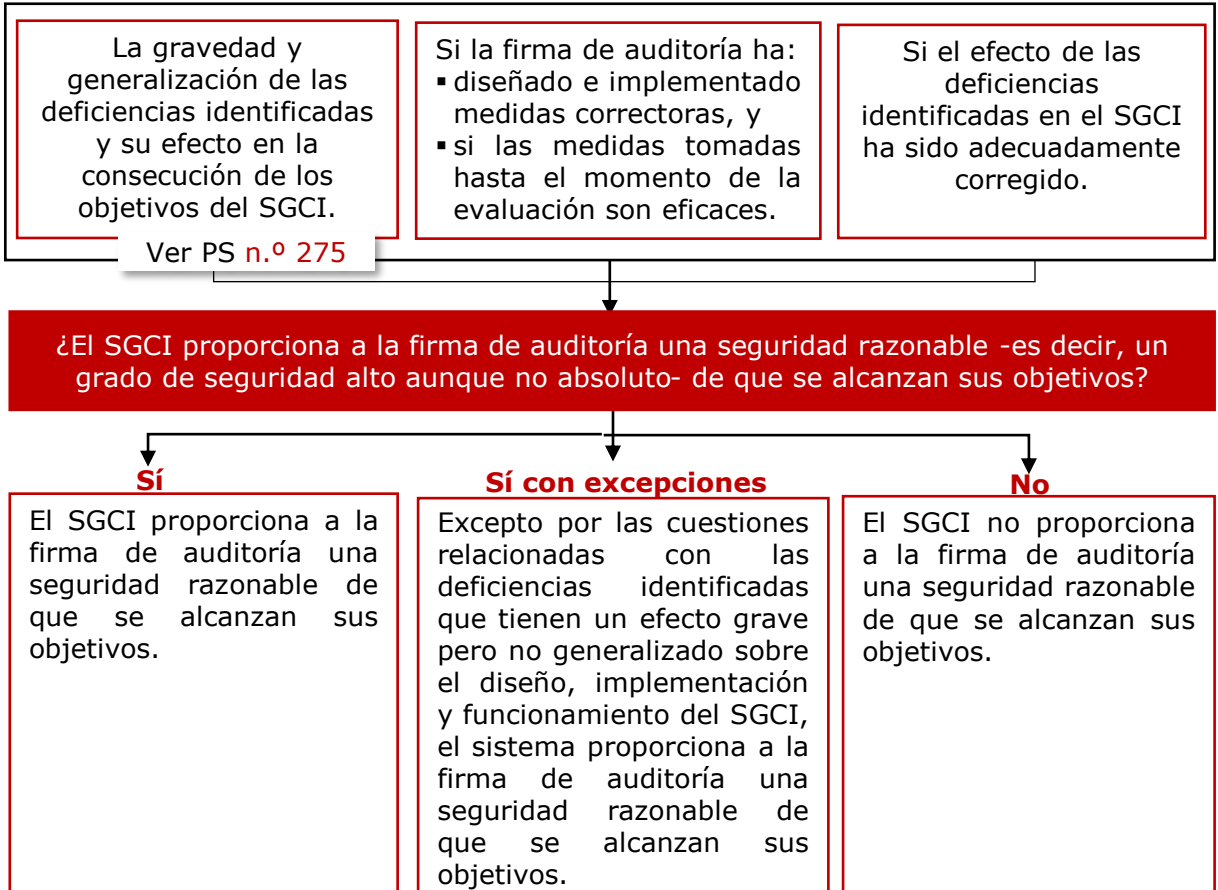 La gravedad y
generalización de las
deficiencias identificadas
y su efecto en la
consecución de los
objetivos del SGCI.
Ver PS n.º 275
Si la firma de auditoría ha:
▪ diseñado e implementado
medidas correctoras, y
▪ si las medidas tomadas
hasta el momento de la
evaluación son eficaces.
Si el efecto de las
deficiencias
identificadas en el SGCI
ha sido adecuadamente
corregido.
¿El SGCI proporciona a la firma de auditoría una seguridad razonable -es decir, un
grado de seguridad alto aunque no absoluto- de que se alcanzan sus objetivos?
Sí
El SGCI proporciona a la
firma de auditoría una
seguridad razonable de
que se alcanzan sus
objetivos.
Sí con excepciones
Excepto por las cuestiones
relacionadas con las
deficiencias identificadas
que tienen un efecto grave
pero no generalizado sobre
el diseño, implementación
y funcionamiento del SGCI,
el sistema proporciona a la
firma de auditoría una
seguridad razonable de
que se alcanzan sus
objetivos.
No
El SGCI no proporciona
a la firma de auditoría
una seguridad razonable
de que se alcanzan sus
objetivos.